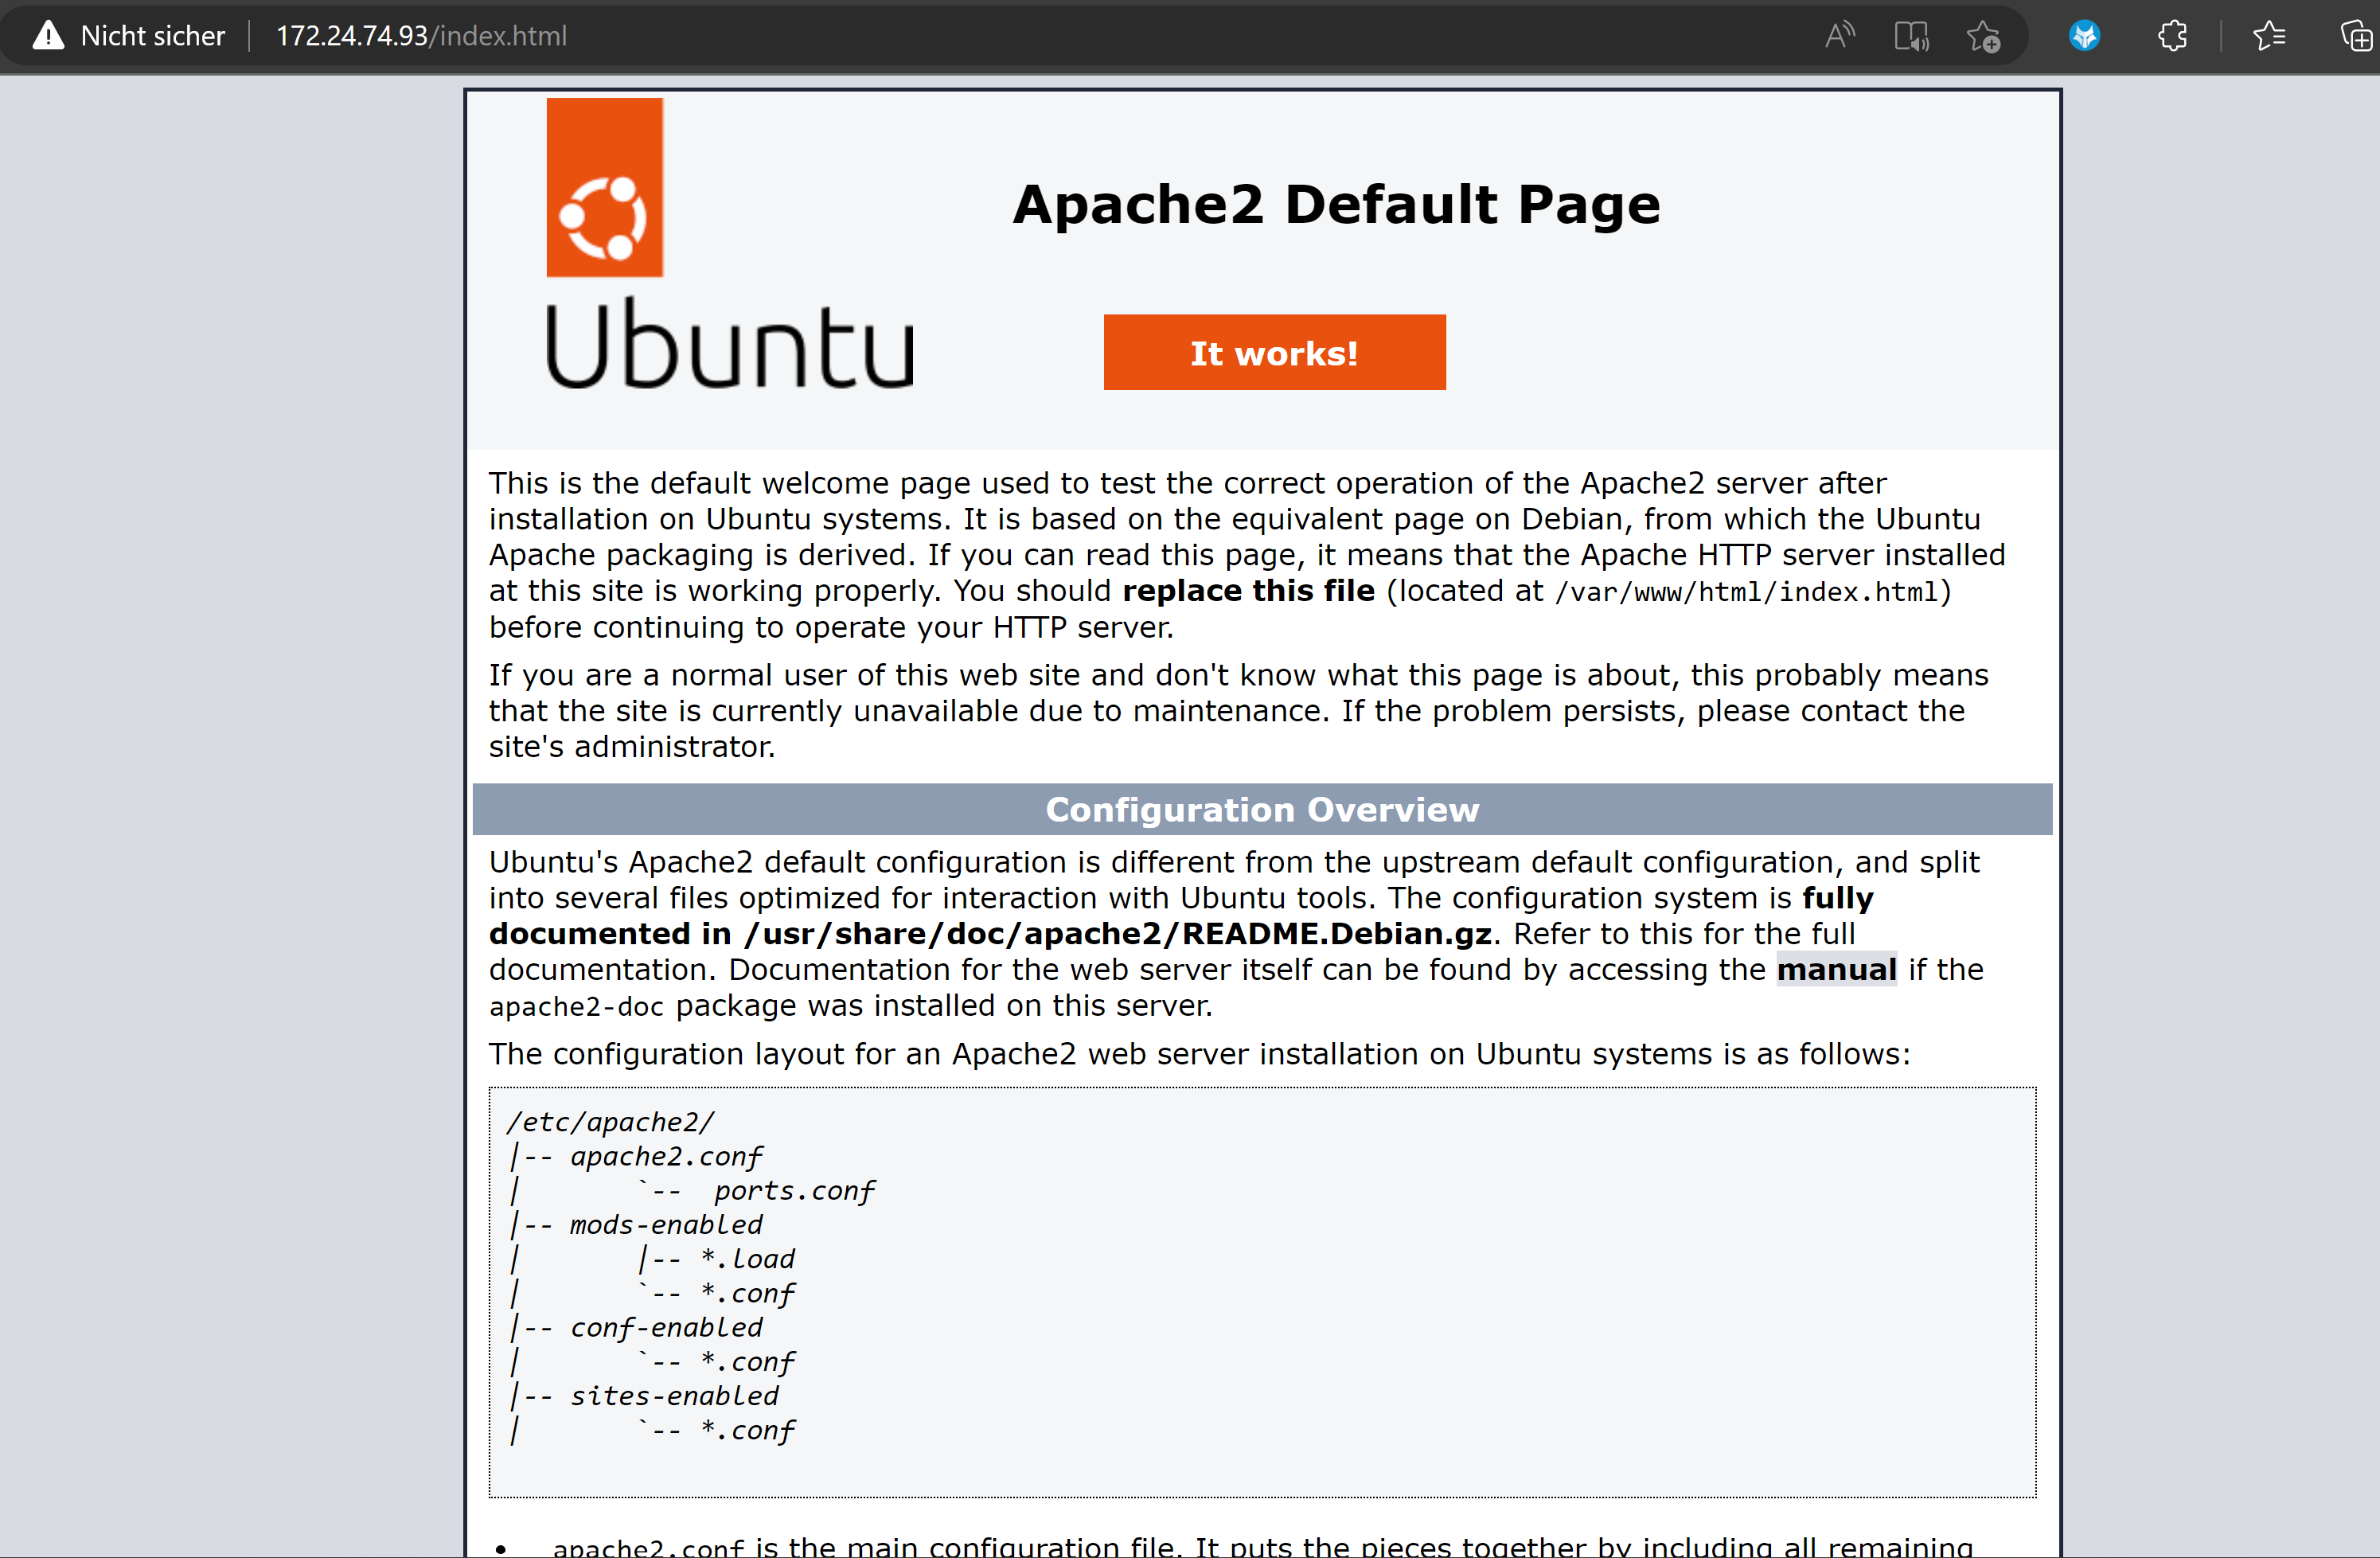 Nicht sicher 172.24.74.93/index.html
Ubuntu
Apache2 Default Page
It works!
This is the default welcome page used to test the correct operation of the Apache2 server after
installation on Ubuntu systems. It is based on the equivalent page on Debian, from which the Ubuntu
Apache packaging is derived. If you can read this page, it means that the Apache HTTP server installed
at this site is working properly. You should replace this file (located at /var/www/html/index.html)
before continuing to operate your HTTP server.
If you are a normal user of this web site and don't know what this page is about, this probably means
that the site is currently unavailable due to maintenance. If the problem persists, please contact the
site's administrator.
Configuration Overview
Ubuntu's Apache2 default configuration is different from the upstream default configuration, and split
into several files optimized for interaction with Ubuntu tools. The configuration system is fully
documented in /usr/share/doc/apache2/README.Debian.gz. Refer to this for the full
documentation. Documentation for the web server itself can be found by accessing the manual if the
apache2-doc package was installed on this server.
The configuration layout for an Apache2 web server installation on Ubuntu systems is as follows:
/etc/apache2/
|-- apache2.conf
|       `--  ports.conf
|-- mods-enabled
|       |-- *.load
|       `-- *.conf
|-- conf-enabled
|       `-- *.conf
|-- sites-enabled
|       `-- *.conf
• apache2.conf is the main configuration file. It puts the pieces together by including all remaining